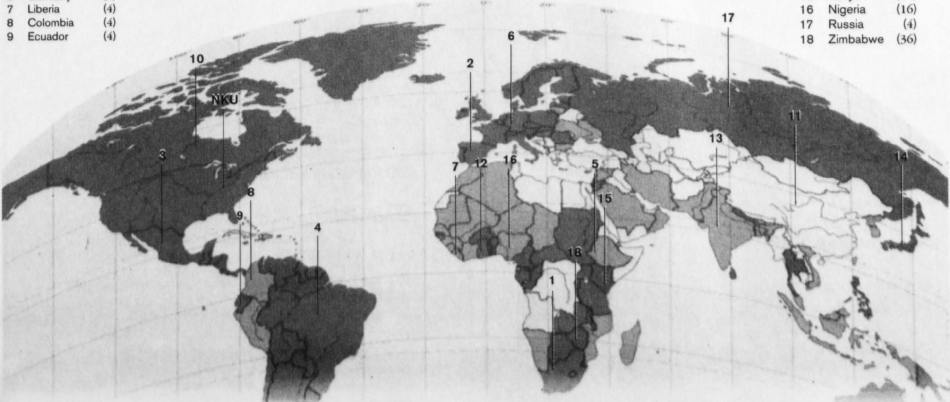 7 Liberia (4)
8 Colombia (4)
9 Ecuador (4)
16 Nigeria (16)
17 Russia (4)
18 Zimbabwe (36)
17
10
6
2
NKU
11
13
3
7
12
16
5
14
8
15
9
4
18
1